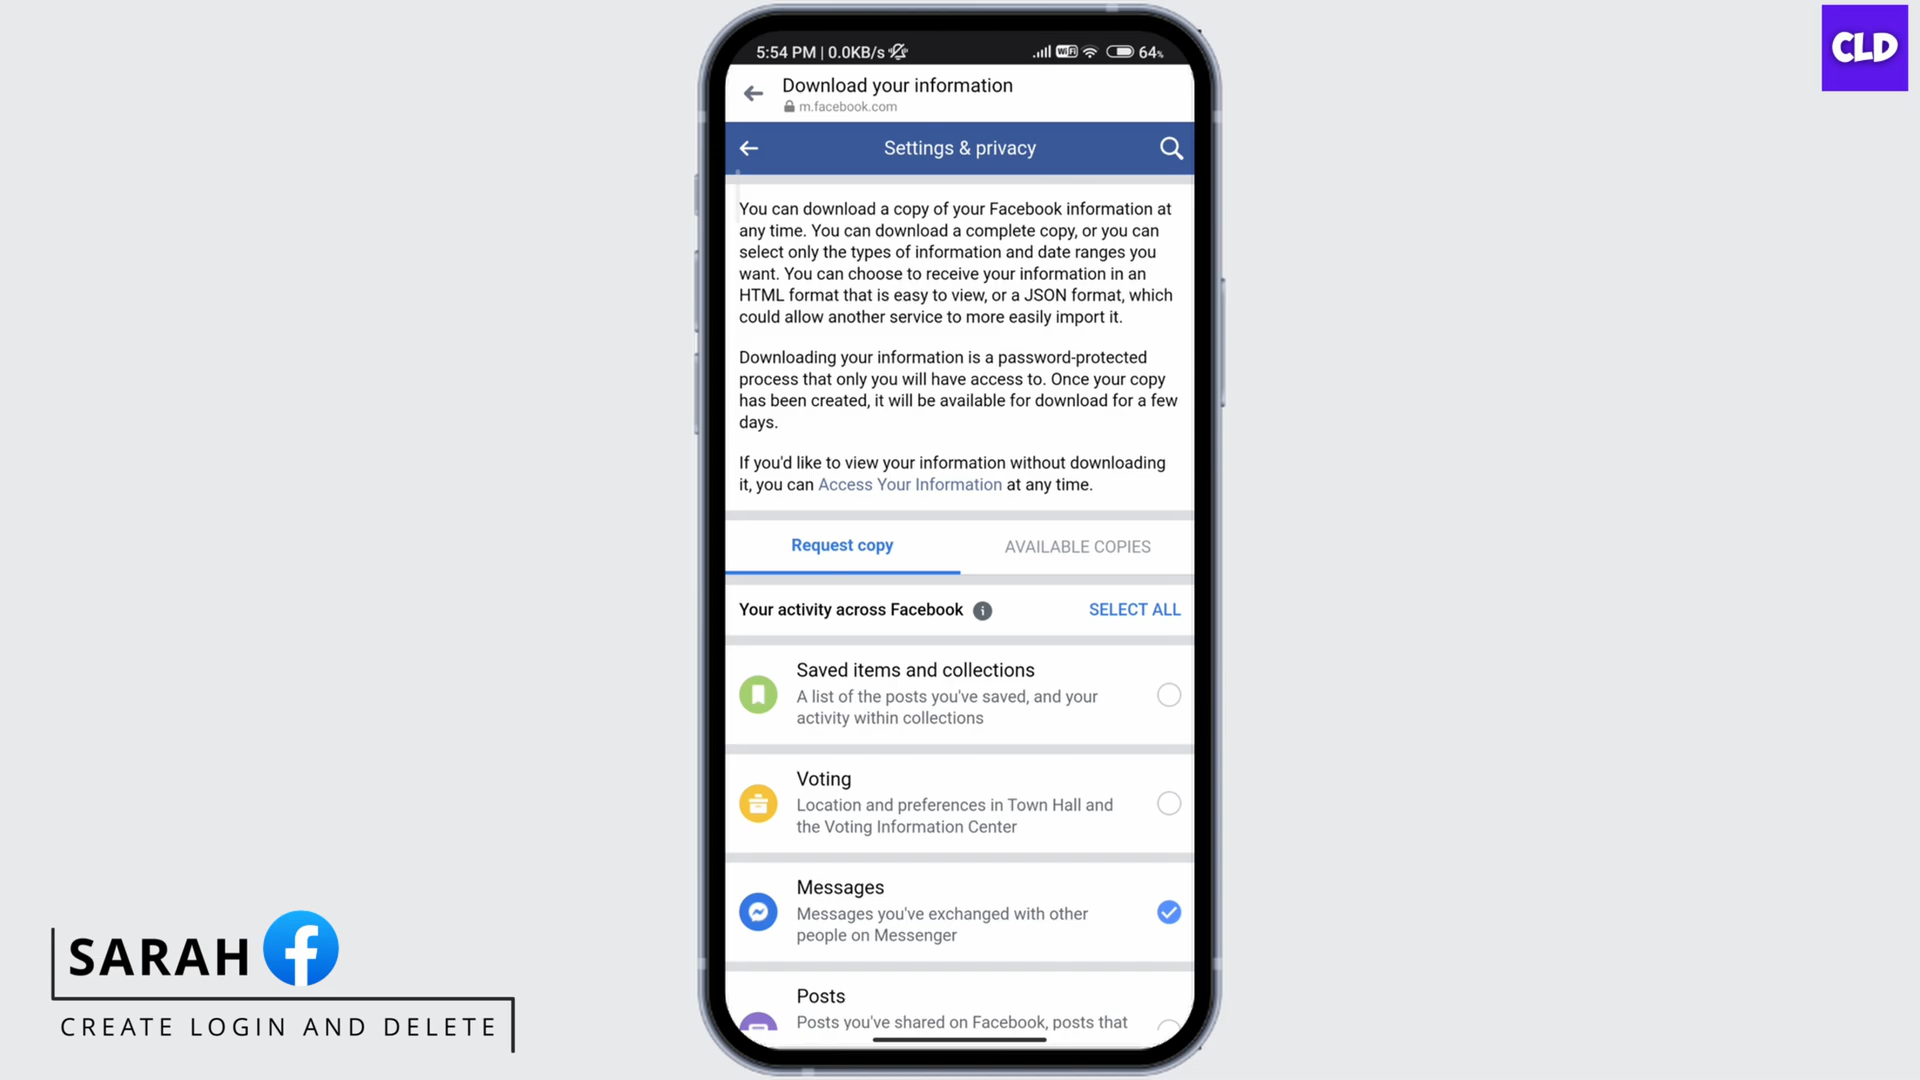 CLD
5:54 PM | 0.0KB/s
WiFi
64%
Download your information
m.facebook.com
Settings & privacy
You can download a copy of your Facebook information at
any time. You can download a complete copy, or you can
select only the types of information and date ranges you
want. You can choose to receive your information in an
HTML format that is easy to view, or a JSON format, which
could allow another service to more easily import it.
Downloading your information is a password-protected
process that only you will have access to. Once your copy
has been created, it will be available for download for a few
days.
If you'd like to view your information without downloading
it, you can Access Your Information at any time.
Request copy
AVAILABLE COPIES
Your activity across Facebook
SELECT ALL
Saved items and collections
A list of the posts you've saved, and your
activity within collections
Voting
Location and preferences in Town Hall and
the Voting Information Center
Messages
Messages you've exchanged with other
people on Messenger
Posts
Posts you've shared on Facebook, posts that
SARAH
CREATE LOGIN AND DELETE